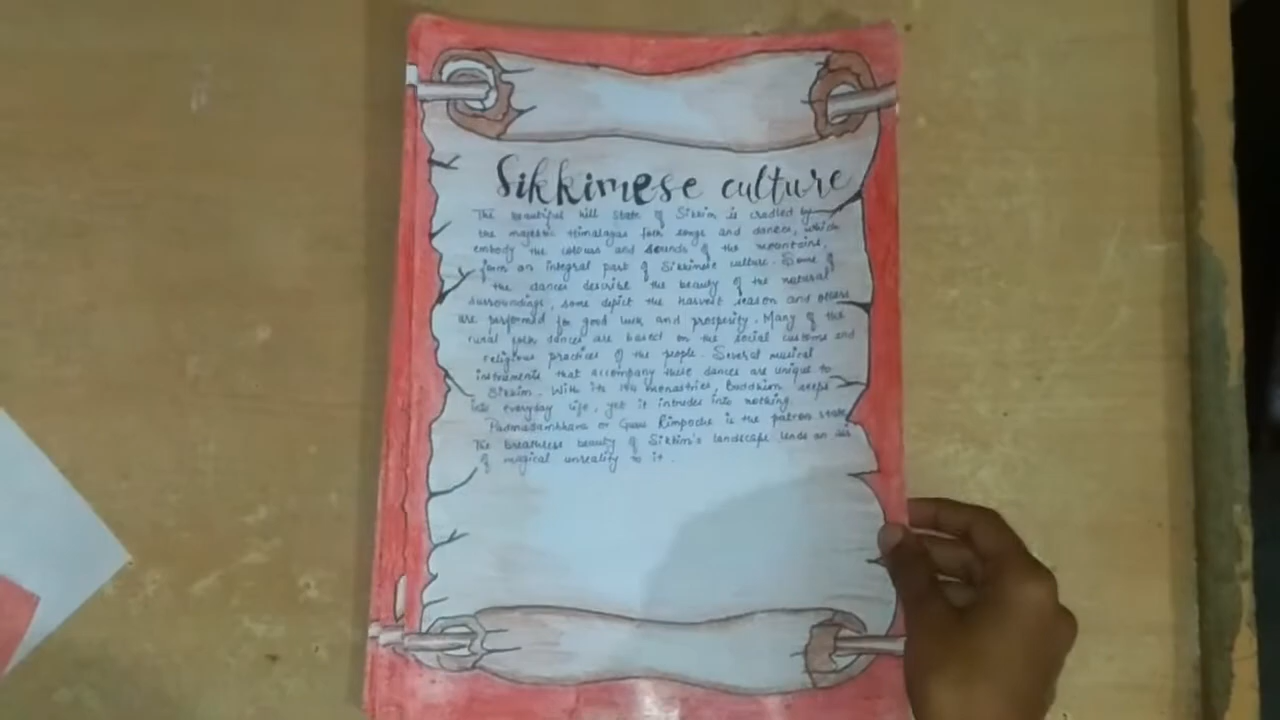 Sikkimese culture
The beautiful hill state of Sikkim is cradled by
the majestic Himalayas folk songs and dances, which
embody the colours and sounds of the mountains,
form an integral part of Sikkimese culture. Some of
the dances describe the beauty of the natural
surroundings, some depict the harvest season and others
are performed for good luck and prosperity. Many of the
rural folk dances are based on the social customs and
religious practices of the people. Several musical
instruments that accompany these dances are unique to
Sikkim. With its 194 monastries, Buddhism seeps
into everyday life, yet it intrudes into nothing.
Padmasambhava or Guru Rimpoche is the patron state.
The breathless beauty of Sikkim's landscape lends an air
of magical unreality to it.